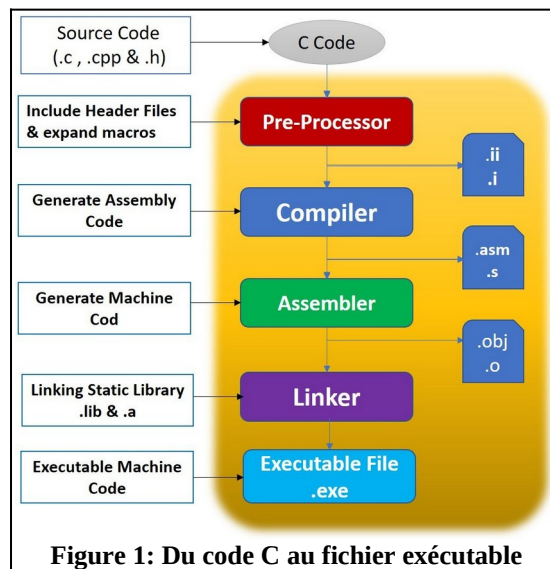 Source Code
(.c , .cpp & .h)
C Code
Include Header Files
& expand macros
Pre-Processor
.ii
.i
Generate Assembly
Code
Compiler
.asm
.s
Generate Machine
Cod
Assembler
.obj
.o
Linking Static Library
.lib & .a
Linker
Executable Machine
Code
Executable File
.exe
Figure 1: Du code C au fichier exécutable